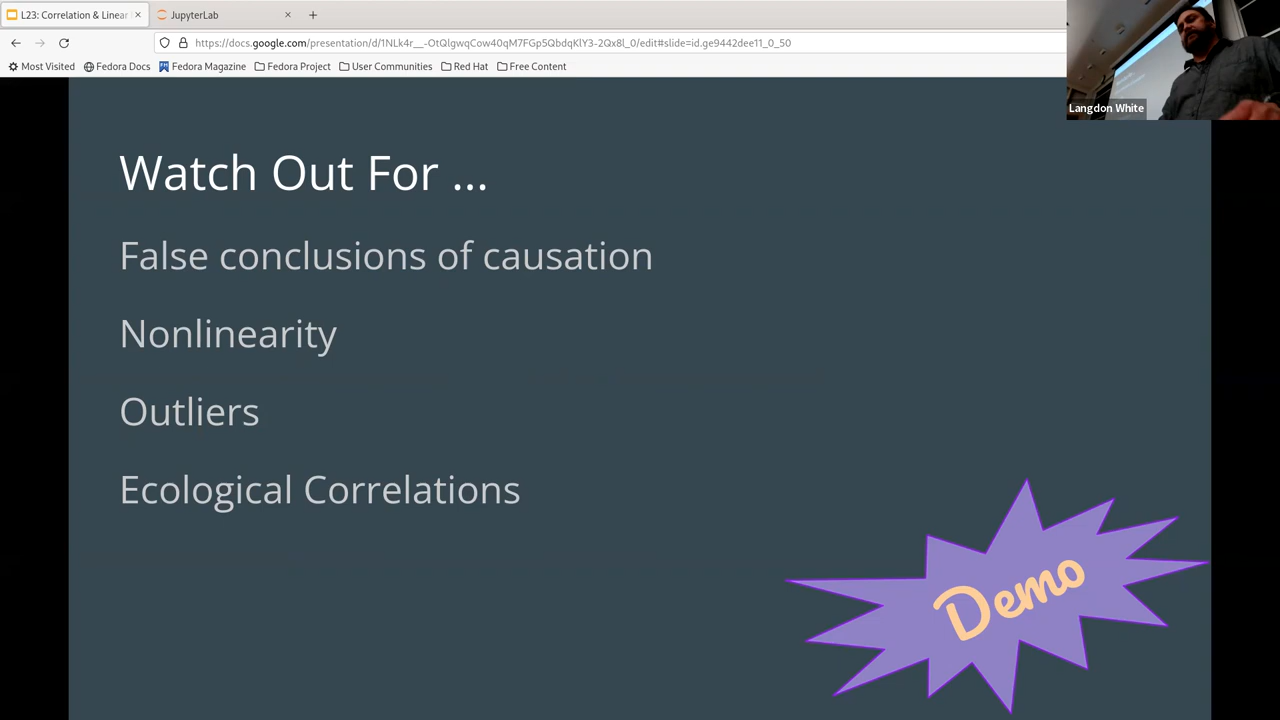 L23: Correlation & Linear
JupyterLab
https://docs.google.com/presentation/d/1NLk4r__-OtQlgwqCow40qM7FGp5QbdqKlY3-2Qx8l_0/edit#slide=id.ge9442dee11_0_50
Most Visited Fedora Docs Fedora Magazine Fedora Project User Communities Red Hat Free Content
Langdon White
Watch Out For ...
False conclusions of causation
Nonlinearity
Outliers
Ecological Correlations
Demo